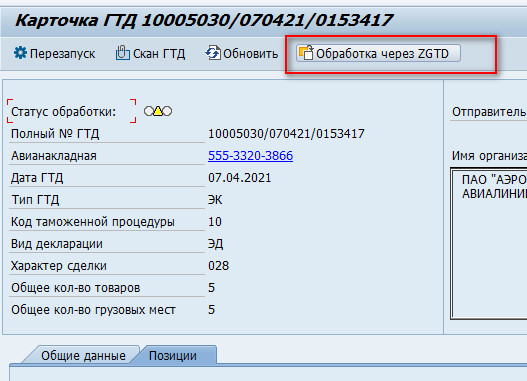 Карточка ГТД 10005030/070421/0153417
Перезапуск Скан ГТД Обновить Обработка через ZGTD
Статус обработки:
Полный № ГТД 10005030/070421/0153417
Авианакладная 555-3320-3866
Дата ГТД 07.04.2021
Тип ГТД ЭК
Код таможенной процедуры 10
Вид декларации ЭД
Характер сделки 028
Общее кол-во товаров 5
Общее кол-во грузовых мест 5
Отправитель
Имя организа
ПАО "АЭРО
АВИАЛИНИ
Общие данные Позиции